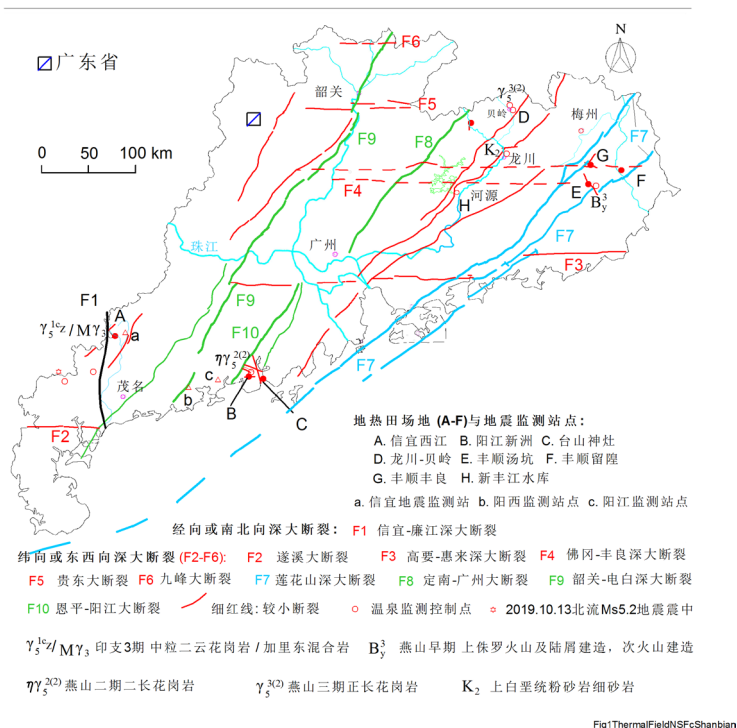 N
广东省
0 50 100 km
F6
韶关
F5
γ₅³⁽²⁾
贝岭
D
梅州
F9
F8
F7
K₂
龙川
G
F4
H
河源
E
F
B_y^3
珠江
广州
F7
F3
F1
F9
γ₅^{1c}z/Mγ₃
A
a
F10
ηγ₅²⁽²⁾
F7
茂名
c
b
B
C
F2
地热田场地 (A-F)与地震监测站点:
A. 信宜西江 B. 阳江新洲 C. 台山神灶
D. 龙川-贝岭 E. 丰顺汤坑 F. 丰顺留隍
G. 丰顺丰良 H. 新丰江水库
a. 信宜地震监测站 b. 阳西监测站点 c. 阳江监测站点
经向或南北向深大断裂: F1 信宜-廉江深大断裂
纬向或东西向深大断裂(F2-F6): F2 遂溪大断裂 F3 高要-惠来深大断裂 F4 佛冈-丰良深大断裂
F5 贵东大断裂 F6 九峰大断裂 F7 莲花山深大断裂 F8 定南-广州大断裂 F9 韶关-电白深大断裂
F10 恩平-阳江大断裂 细红线: 较小断裂 温泉监测控制点 2019.10.13北流Ms5.2地震震中
γ₅^{1c}z/Mγ₃ 印支3期 中粒二云花岗岩 / 加里东混合岩 B_y^3 燕山早期 上侏罗火山及陆屑建造，次火山建造
ηγ₅²⁽²⁾ 燕山二期二长花岗岩 γ₅³⁽²⁾ 燕山三期正长花岗岩 K₂ 上白垩统粉砂岩细砂岩
Fig1ThermalFieldNSFcShanbian